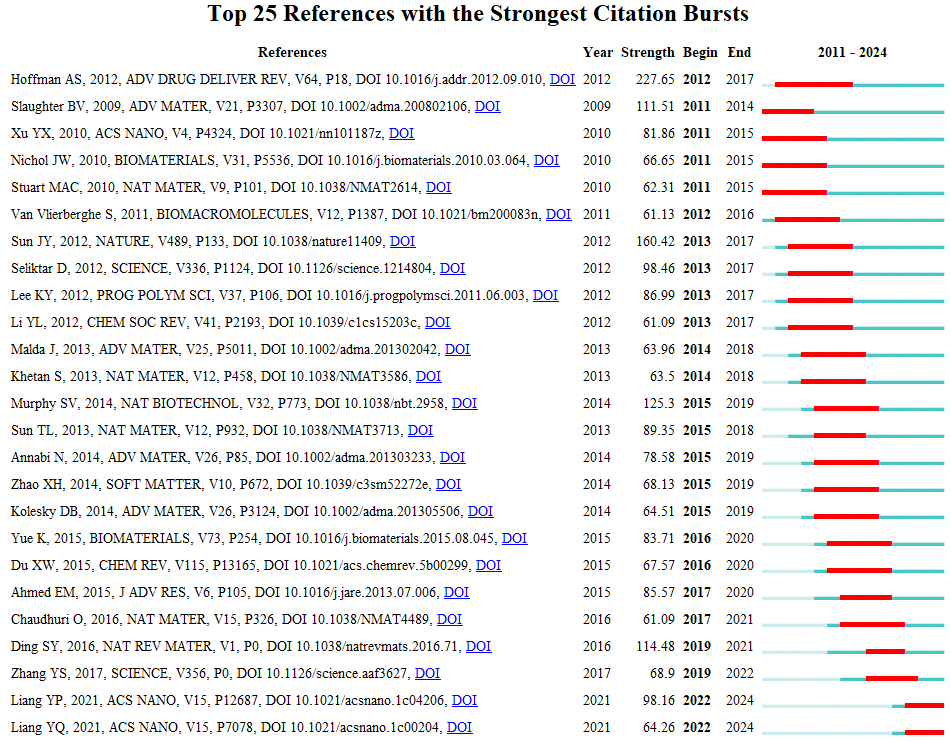 Top 25 References with the Strongest Citation Bursts
References Year Strength Begin End 2011 - 2024
Hoffman AS, 2012, ADV DRUG DELIVER REV, V64, P18, DOI 10.1016/j.addr.2012.09.010, DOI 2012 227.65 2012 2017
Slaughter BV, 2009, ADV MATER, V21, P3307, DOI 10.1002/adma.200802106, DOI 2009 111.51 2011 2014
Xu YX, 2010, ACS NANO, V4, P4324, DOI 10.1021/nn101187z, DOI 2010 81.86 2011 2015
Nichol JW, 2010, BIOMATERIALS, V31, P5536, DOI 10.1016/j.biomaterials.2010.03.064, DOI 2010 66.65 2011 2015
Stuart MAC, 2010, NAT MATER, V9, P101, DOI 10.1038/NMAT2614, DOI 2010 62.31 2011 2015
Van Vlierberghe S, 2011, BIOMACROMOLECULES, V12, P1387, DOI 10.1021/bm200083n, DOI 2011 61.13 2012 2016
Sun JY, 2012, NATURE, V489, P133, DOI 10.1038/nature11409, DOI 2012 160.42 2013 2017
Seliktar D, 2012, SCIENCE, V336, P1124, DOI 10.1126/science.1214804, DOI 2012 98.46 2013 2017
Lee KY, 2012, PROG POLYM SCI, V37, P106, DOI 10.1016/j.progpolymsci.2011.06.003, DOI 2012 86.99 2013 2017
Li YL, 2012, CHEM SOC REV, V41, P2193, DOI 10.1039/c1cs15203c, DOI 2012 61.09 2013 2017
Malda J, 2013, ADV MATER, V25, P5011, DOI 10.1002/adma.201302042, DOI 2013 63.96 2014 2018
Khetan S, 2013, NAT MATER, V12, P458, DOI 10.1038/NMAT3586, DOI 2013 63.5 2014 2018
Murphy SV, 2014, NAT BIOTECHNOL, V32, P773, DOI 10.1038/nbt.2958, DOI 2014 125.3 2015 2019
Sun TL, 2013, NAT MATER, V12, P932, DOI 10.1038/NMAT3713, DOI 2013 89.35 2015 2018
Annabi N, 2014, ADV MATER, V26, P85, DOI 10.1002/adma.201303233, DOI 2014 78.58 2015 2019
Zhao XH, 2014, SOFT MATTER, V10, P672, DOI 10.1039/c3sm52272e, DOI 2014 68.13 2015 2019
Kolesky DB, 2014, ADV MATER, V26, P3124, DOI 10.1002/adma.201305506, DOI 2014 64.51 2015 2019
Yue K, 2015, BIOMATERIALS, V73, P254, DOI 10.1016/j.biomaterials.2015.08.045, DOI 2015 83.71 2016 2020
Du XW, 2015, CHEM REV, V115, P13165, DOI 10.1021/acs.chemrev.5b00299, DOI 2015 67.57 2016 2020
Ahmed EM, 2015, J ADV RES, V6, P105, DOI 10.1016/j.jare.2013.07.006, DOI 2015 85.57 2017 2020
Chaudhuri O, 2016, NAT MATER, V15, P326, DOI 10.1038/NMAT4489, DOI 2016 61.09 2017 2021
Ding SY, 2016, NAT REV MATER, V1, P0, DOI 10.1038/natrevmats.2016.71, DOI 2016 114.48 2019 2021
Zhang YS, 2017, SCIENCE, V356, P0, DOI 10.1126/science.aaf3627, DOI 2017 68.9 2019 2022
Liang YP, 2021, ACS NANO, V15, P12687, DOI 10.1021/acsnano.1c04206, DOI 2021 98.16 2022 2024
Liang YQ, 2021, ACS NANO, V15, P7078, DOI 10.1021/acsnano.1c00204, DOI 2021 64.26 2022 2024